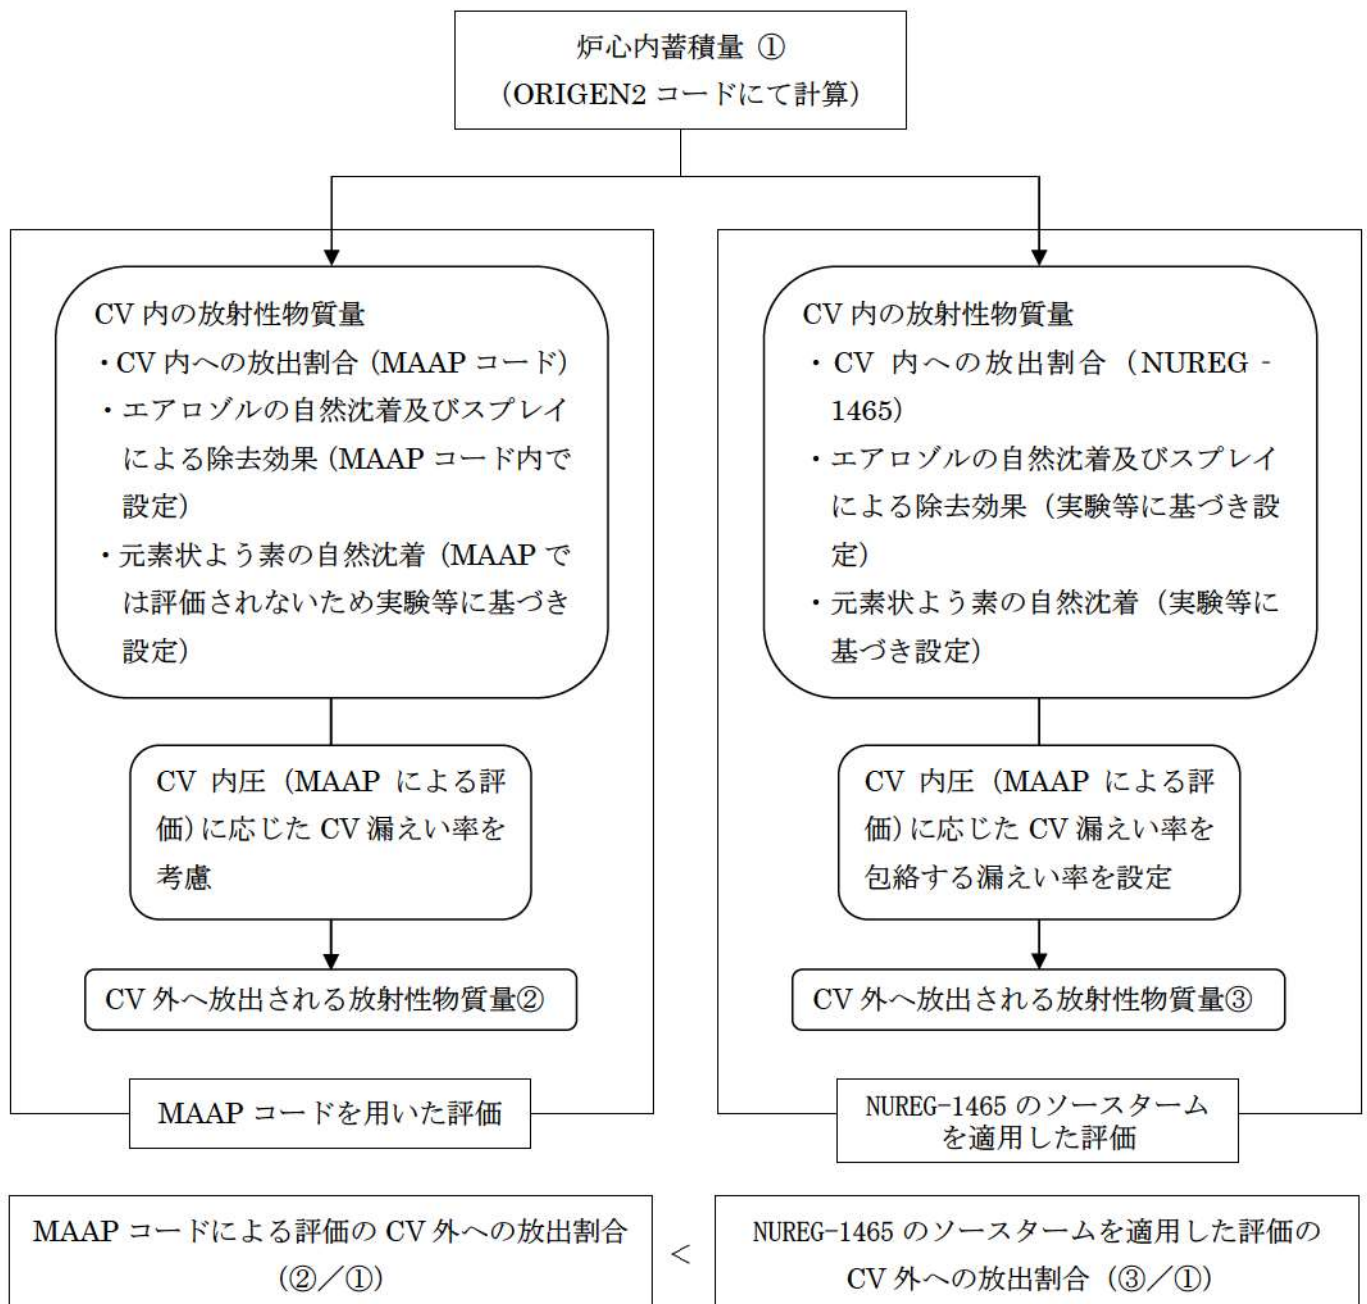 炉心内蓄積量 ①
(ORIGEN2 コードにて計算)
CV 内の放射性物質量
・CV 内への放出割合 (MAAP コード)
・エアロゾルの自然沈着及びスプレイ
による除去効果 (MAAP コード内で
設定)
・元素状よう素の自然沈着 (MAAP で
は評価されないため実験等に基づき
設定)
CV 内圧 (MAAP による評
価) に応じた CV 漏えい率を
考慮
CV 外へ放出される放射性物質量②
MAAP コードを用いた評価
CV 内の放射性物質量
・CV 内への放出割合 (NUREG -
1465)
・エアロゾルの自然沈着及びスプレイ
による除去効果 (実験等に基づき設
定)
・元素状よう素の自然沈着 (実験等に
基づき設定)
CV 内圧 (MAAP による評
価) に応じた CV 漏えい率を
包絡する漏えい率を設定
CV 外へ放出される放射性物質量③
NUREG-1465 のソースターム
を適用した評価
MAAP コードによる評価の CV 外への放出割合
(②/①)
<
NUREG-1465 のソースタームを適用した評価の
CV 外への放出割合 (③/①)